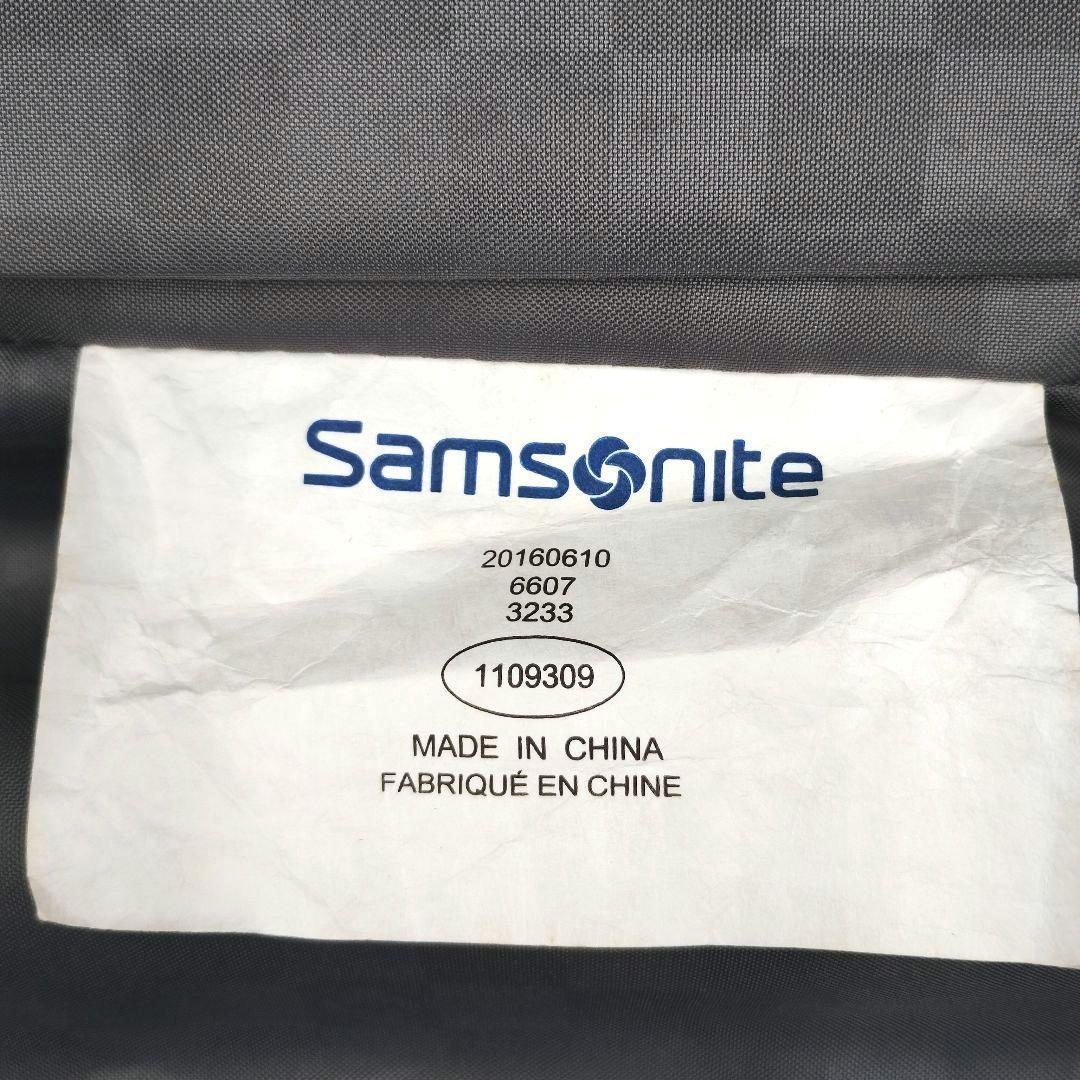 Samsonite
20160610
6607
3233
1109309
MADE IN CHINA
FABRIQUÉ EN CHINE